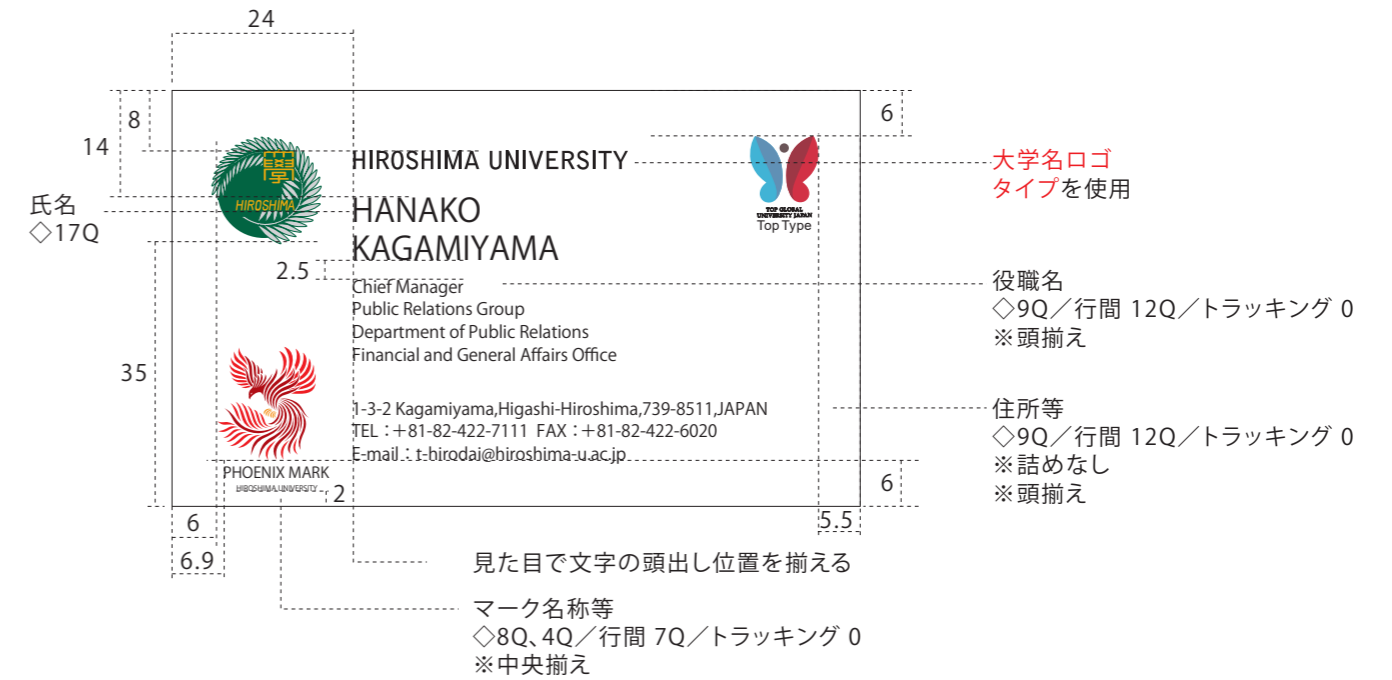 24
8
14
6
學
HIROSHIMA
HIROSHIMA UNIVERSITY
HANAKO
KAGAMIYAMA
TOP GLOBAL
UNIVERSITY JAPAN
Top Type
大学名ロゴ
タイプを使用
氏名
◇17Q
2.5
Chief Manager
Public Relations Group
Department of Public Relations
Financial and General Affairs Office
役職名
◇9Q／行間 12Q／トラッキング 0
※頭揃え
35
1-3-2 Kagamiyama,Higashi-Hiroshima,739-8511,JAPAN
TEL：+81-82-422-7111 FAX：+81-82-422-6020
E-mail：t-hirodai@hiroshima-u.ac.jp
住所等
◇9Q／行間 12Q／トラッキング 0
※詰めなし
※頭揃え
PHOENIX MARK
HIROSHIMA UNIVERSITY
2
6
6
5.5
6.9
見た目で文字の頭出し位置を揃える
マーク名称等
◇8Q、4Q／行間 7Q／トラッキング 0
※中央揃え